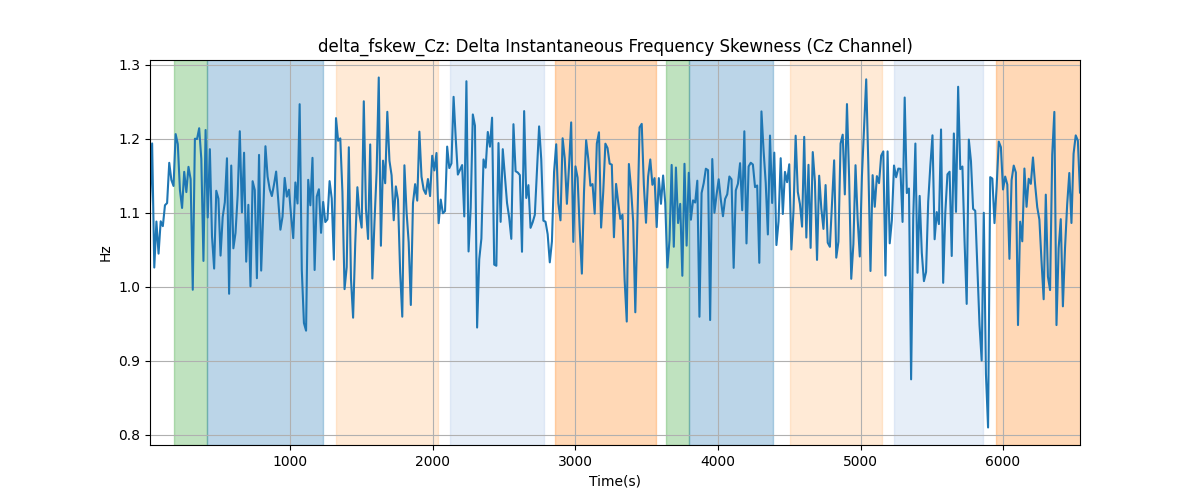 delta_fskew_Cz: Delta Instantaneous Frequency Skewness (Cz Channel)
1.3
1.2
1.1
1.0
0.9
0.8
Hz
1000 2000 3000 4000 5000 6000
Time(s)